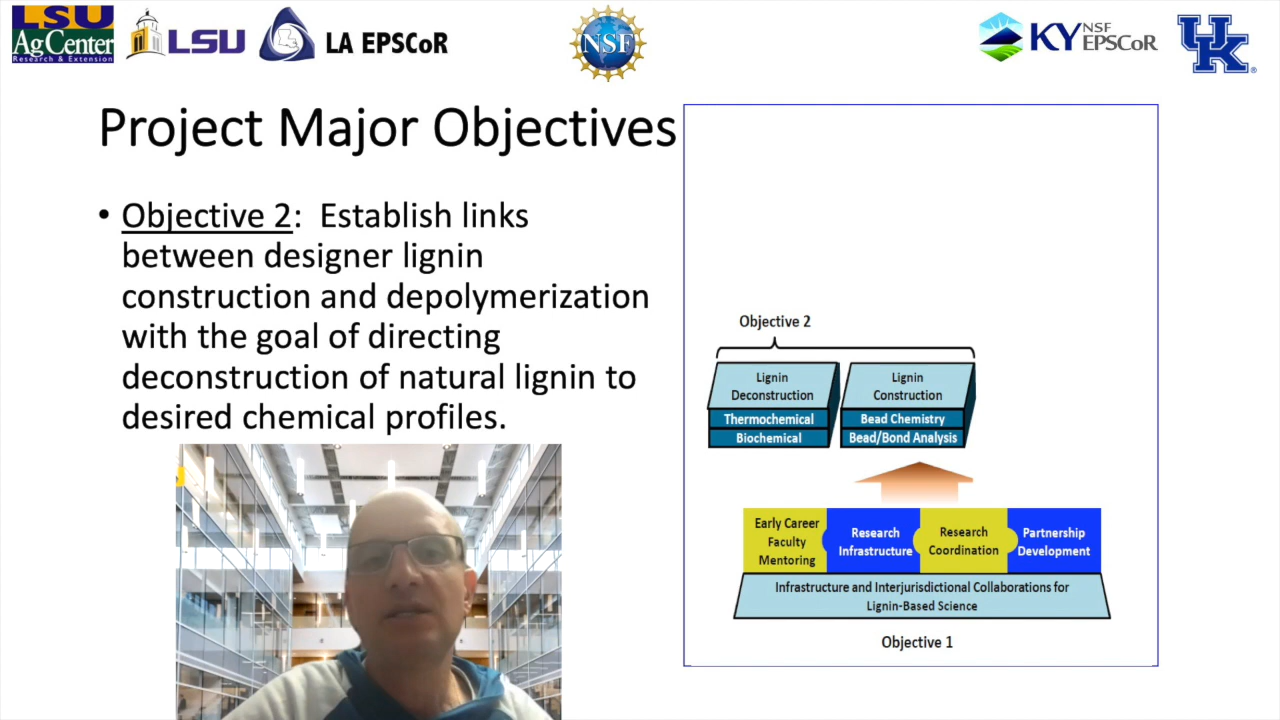 LSU
AgCenter
Research & Extension
LSU
LA EPSCoR
NSF
KY NSF EPSCoR
UK
Project Major Objectives
• Objective 2: Establish links
between designer lignin
construction and depolymerization
with the goal of directing
deconstruction of natural lignin to
desired chemical profiles.
Objective 2
Lignin
Deconstruction
Thermochemical
Biochemical
Lignin
Construction
Bead Chemistry
Bead/Bond Analysis
Early Career
Faculty
Mentoring
Research
Infrastructure
Research
Coordination
Partnership
Development
Infrastructure and Interjurisdictional Collaborations for
Lignin-Based Science
Objective 1